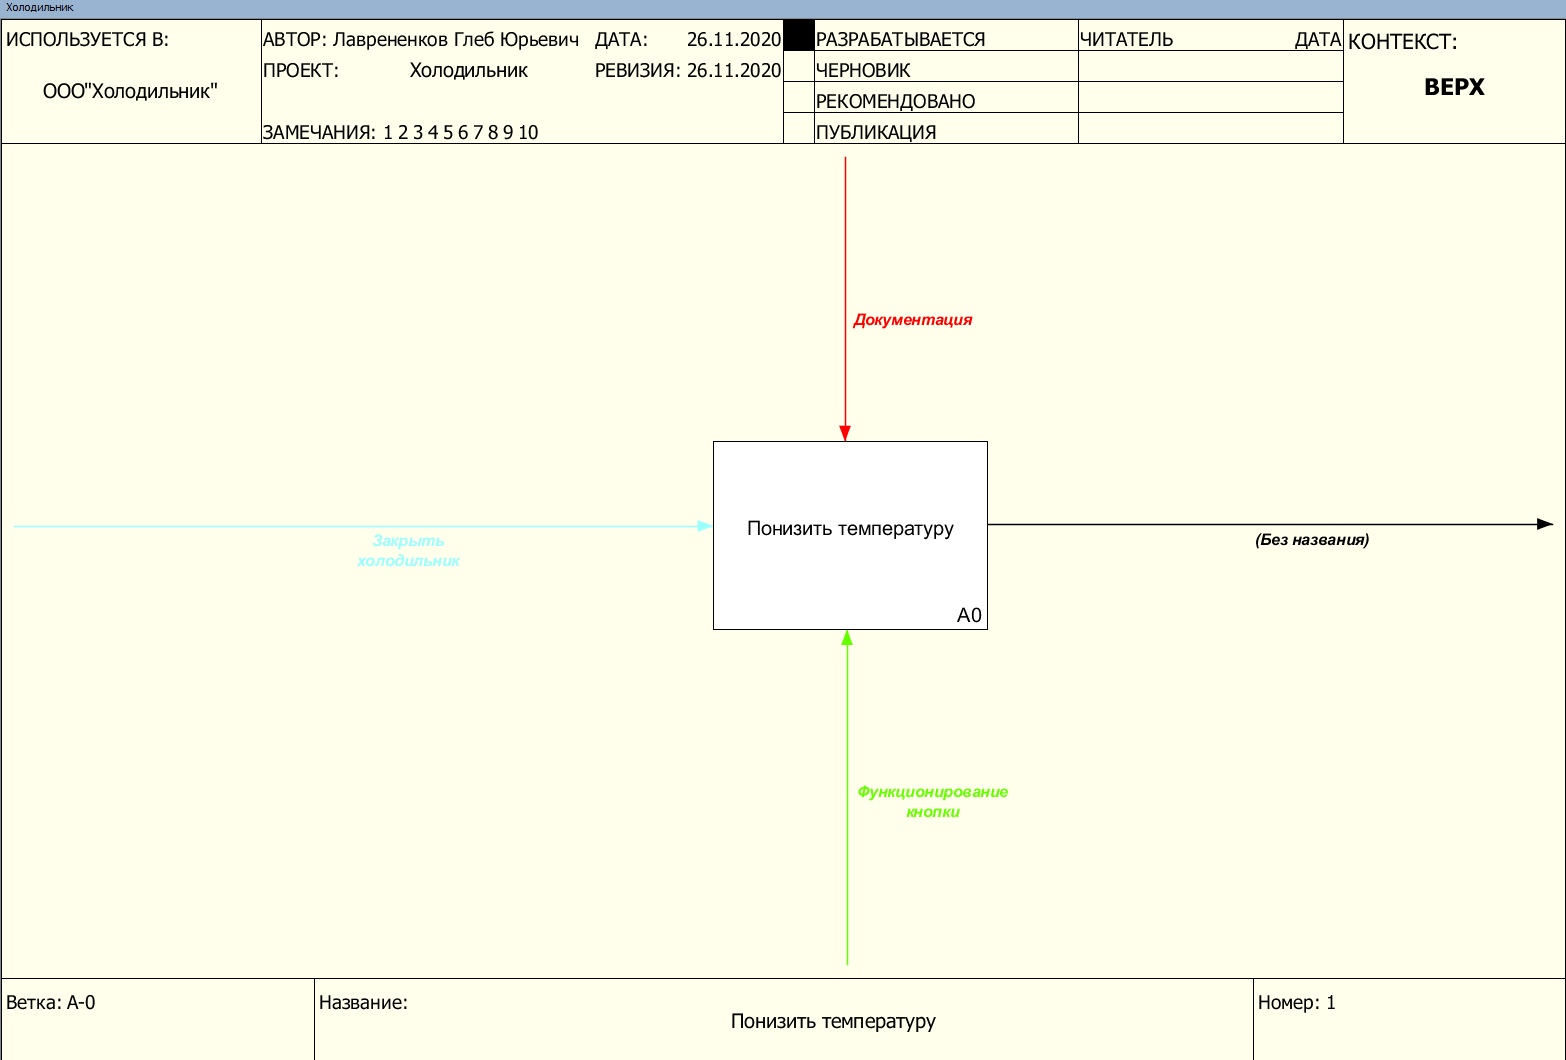 Холодильник
ИСПОЛЬЗУЕТСЯ В:
ООО"Холодильник"
АВТОР: Лаврененков Глеб Юрьевич ДАТА: 26.11.2020
ПРОЕКТ: Холодильник РЕВИЗИЯ: 26.11.2020
ЗАМЕЧАНИЯ: 1 2 3 4 5 6 7 8 9 10
РАЗРАБАТЫВАЕТСЯ
ЧЕРНОВИК
РЕКОМЕНДОВАНО
ПУБЛИКАЦИЯ
ЧИТАТЕЛЬ ДАТА
КОНТЕКСТ:
ВЕРХ
Документация
Закрыть
холодильник
Понизить температуру
A0
(Без названия)
Функционирование
кнопки
Ветка: A-0
Название:
Понизить температуру
Номер: 1